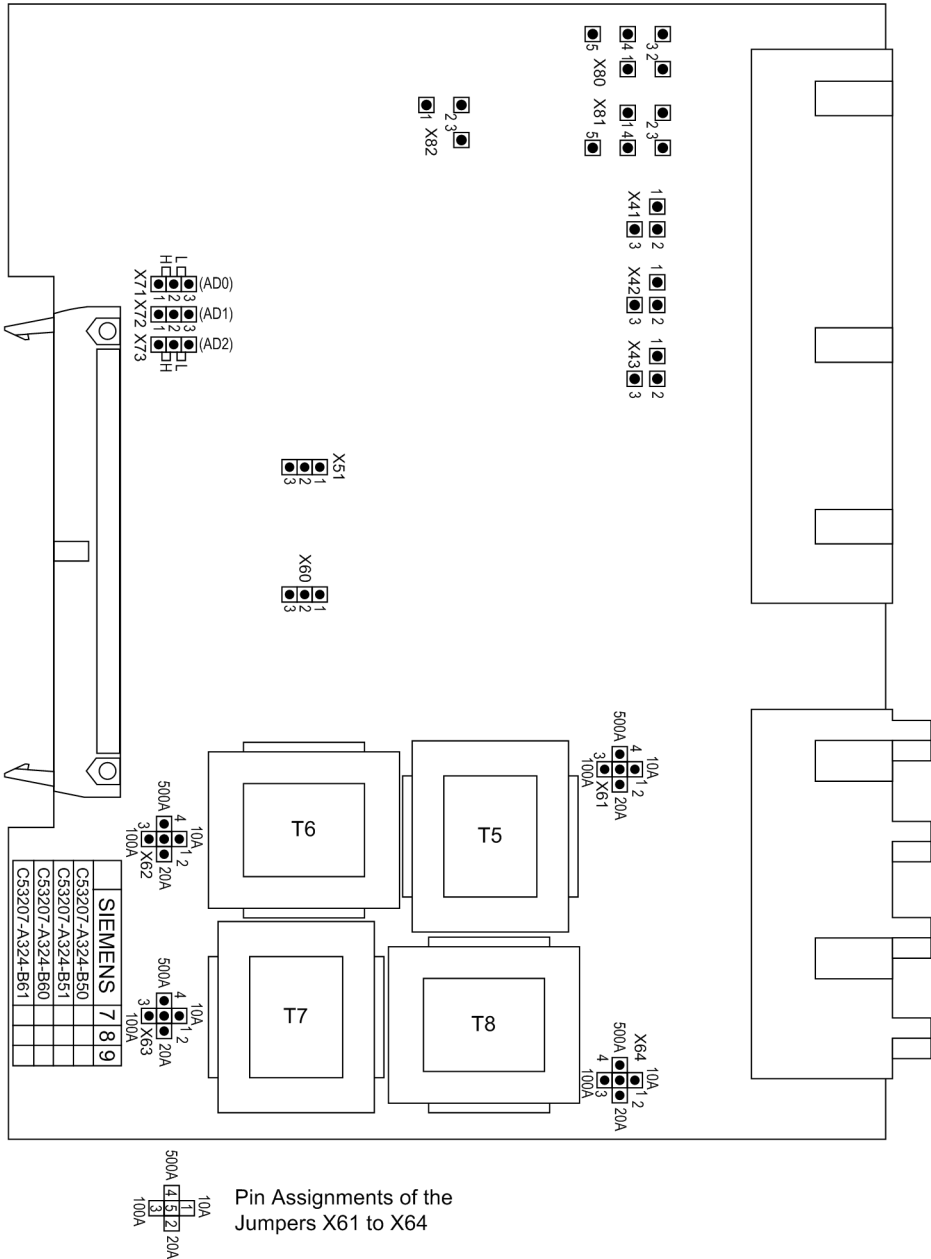 5
4
1
3
2
X80
X81
5
4
1
2
3
1
X82
2
3
X41
1
2
3
X42
1
2
3
X43
1
2
3
H
L
X71
1
2
3
(AD0)
X72
1
2
3
(AD1)
X73
1
2
3
(AD2)
H
L
X51
3
2
1
X60
3
2
1
T6
T5
T7
T8
500A
4
10A
3
100A
X61
1
2
20A
500A
4
10A
3
100A
X62
1
2
20A
500A
4
10A
3
100A
X63
1
2
20A
X64
500A
4
10A
100A
3
1
2
20A
SIEMENS 7 8 9
C53207-A324-B50
C53207-A324-B51
C53207-A324-B60
C53207-A324-B61
500A
4
5
1
10A
3
100A
2
20A
Pin Assignments of the
Jumpers X61 to X64